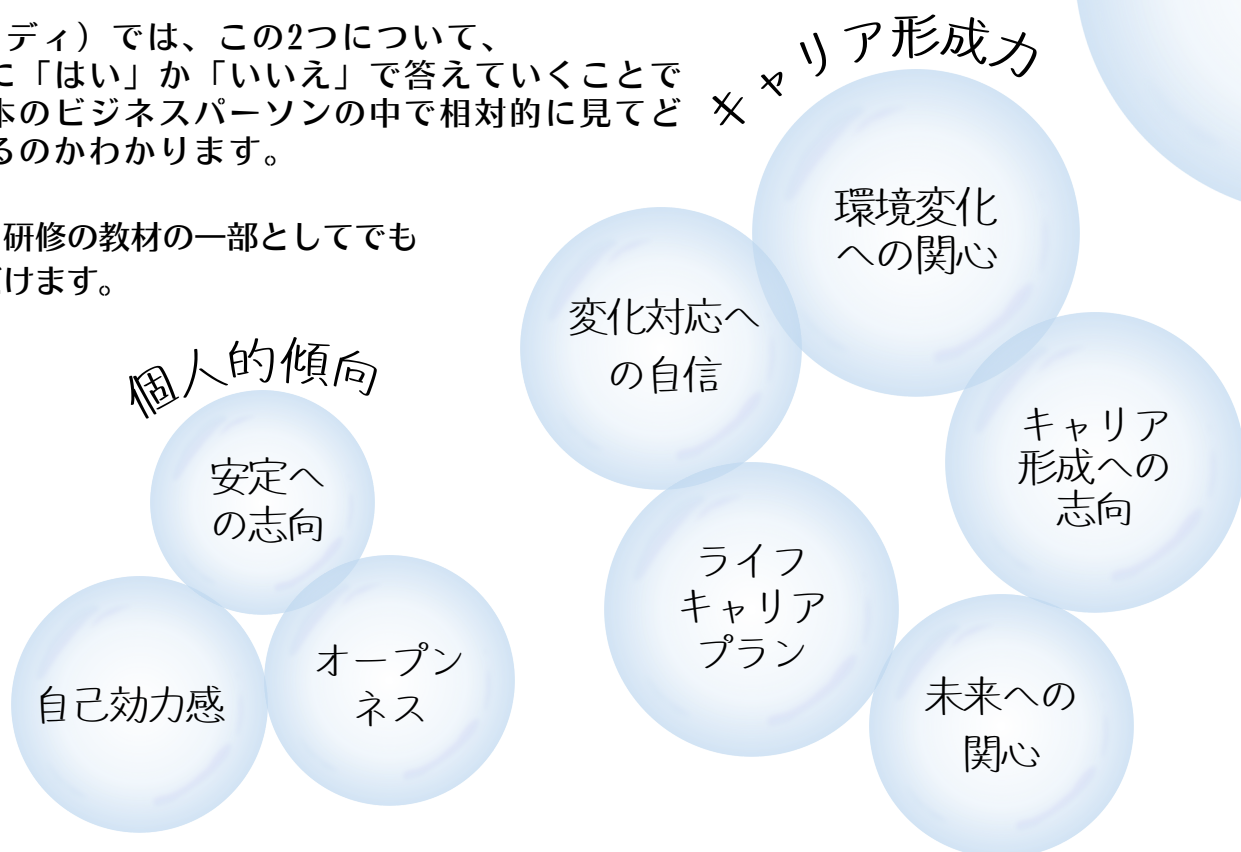 ディ）では、この2つについて、
に「はい」か「いいえ」で答えていくことで
本のビジネスパーソンの中で相対的に見てど
るのかわかります。
研修の教材の一部としてでも
けます。
キャリア形成力
環境変化
への関心
変化対応へ
の自信
キャリア
形成への
志向
ライフ
キャリア
プラン
未来への
関心
個人的傾向
安定へ
の志向
自己効力感
オープン
ネス